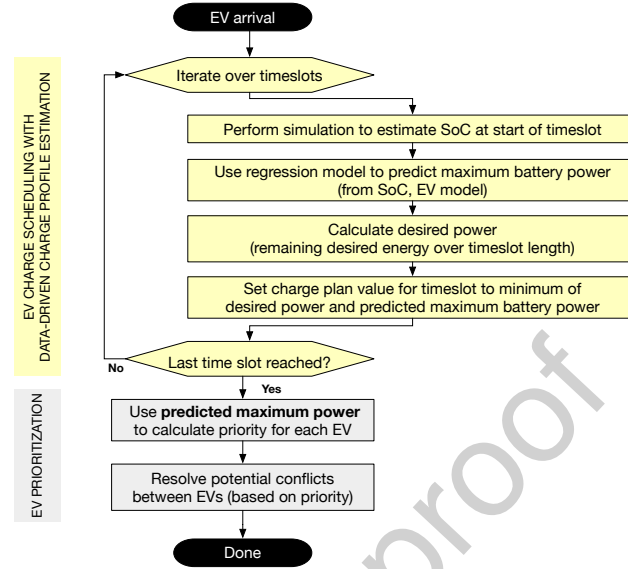 EV arrival
EV CHARGE SCHEDULING WITH
DATA-DRIVEN CHARGE PROFILE ESTIMATION
Iterate over timeslots
Perform simulation to estimate SoC at start of timeslot
Use regression model to predict maximum battery power
(from SoC, EV model)
Calculate desired power
(remaining desired energy over timeslot length)
Set charge plan value for timeslot to minimum of
desired power and predicted maximum battery power
Last time slot reached?
No
Yes
EV PRIORITIZATION
Use predicted maximum power
to calculate priority for each EV
Resolve potential conflicts
between EVs (based on priority)
Done
proof